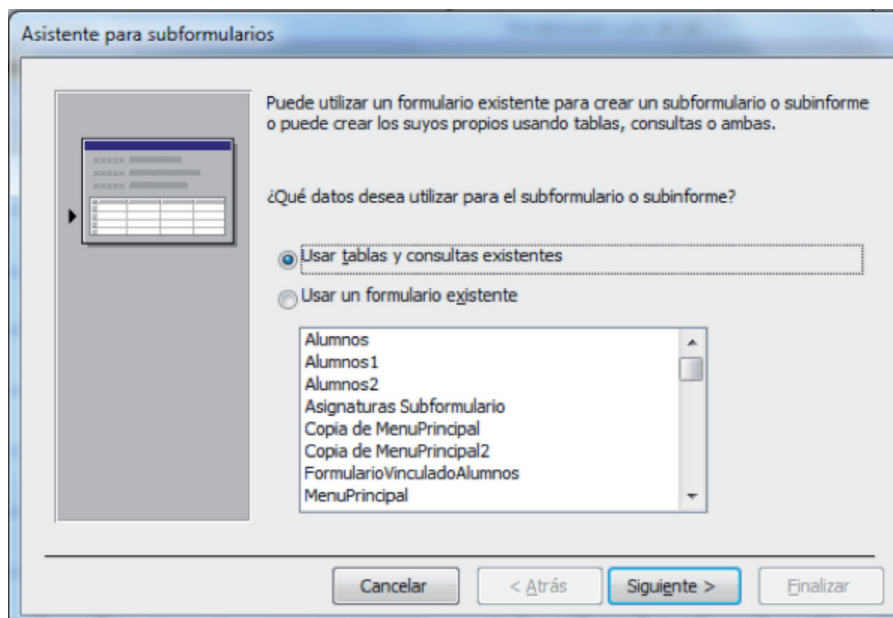 Asistente para subformularios
Puede utilizar un formulario existente para crear un subformulario o subinforme
o puede crear los suyos propios usando tablas, consultas o ambas.
¿Qué datos desea utilizar para el subformulario o subinforme?
Usar tablas y consultas existentes
Usar un formulario existente
Alumnos
Alumnos1
Alumnos2
Asignaturas Subformulario
Copia de MenuPrincipal
Copia de MenuPrincipal2
FormularioVinculadoAlumnos
MenuPrincipal
Cancelar
< Atrás
Siguiente >
Finalizar